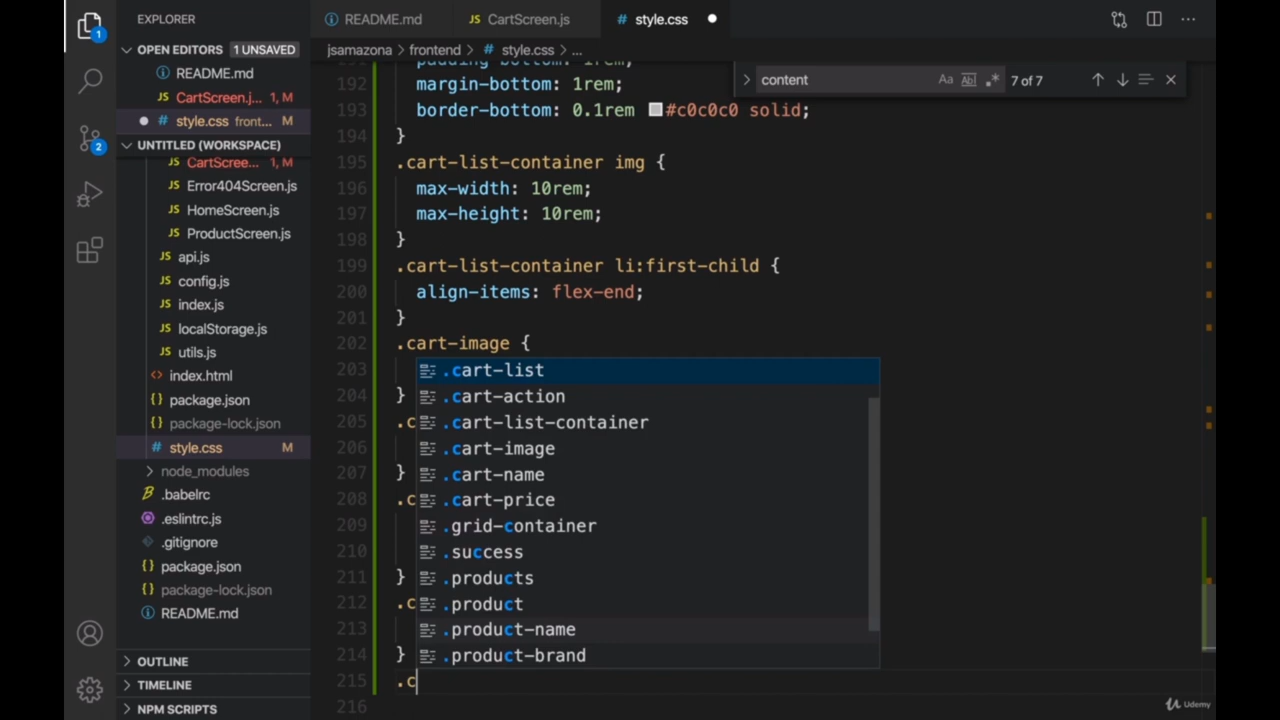 EXPLORER
README.md
CartScreen.js
style.css
OPEN EDITORS 1 UNSAVED
jsamazona > frontend > style.css > ...
README.md
content
Aa Abl .*
7 of 7
CartScreen.j... 1, M
style.css front... M
UNTITLED (WORKSPACE)
CartScree... 1, M
Error404Screen.js
HomeScreen.js
ProductScreen.js
api.js
config.js
index.js
localStorage.js
utils.js
index.html
package.json
package-lock.json
style.css M
node_modules
.babelrc
.eslintrc.js
.gitignore
package.json
package-lock.json
README.md
OUTLINE
TIMELINE
NPM SCRIPTS
1
2
padding-bottom: 1rem;
192 margin-bottom: 1rem;
193 border-bottom: 0.1rem #c0c0c0 solid;
194 }
195 .cart-list-container img {
196 max-width: 10rem;
197 max-height: 10rem;
198 }
199 .cart-list-container li:first-child {
200 align-items: flex-end;
201 }
202 .cart-image {
203
204 }
205 .c
206
207 }
208 .c
209
210
211 }
212 .c
213
214 }
215 .c
216
.cart-list
.cart-action
.cart-list-container
.cart-image
.cart-name
.cart-price
.grid-container
.success
.products
.product
.product-name
.product-brand
Udemy